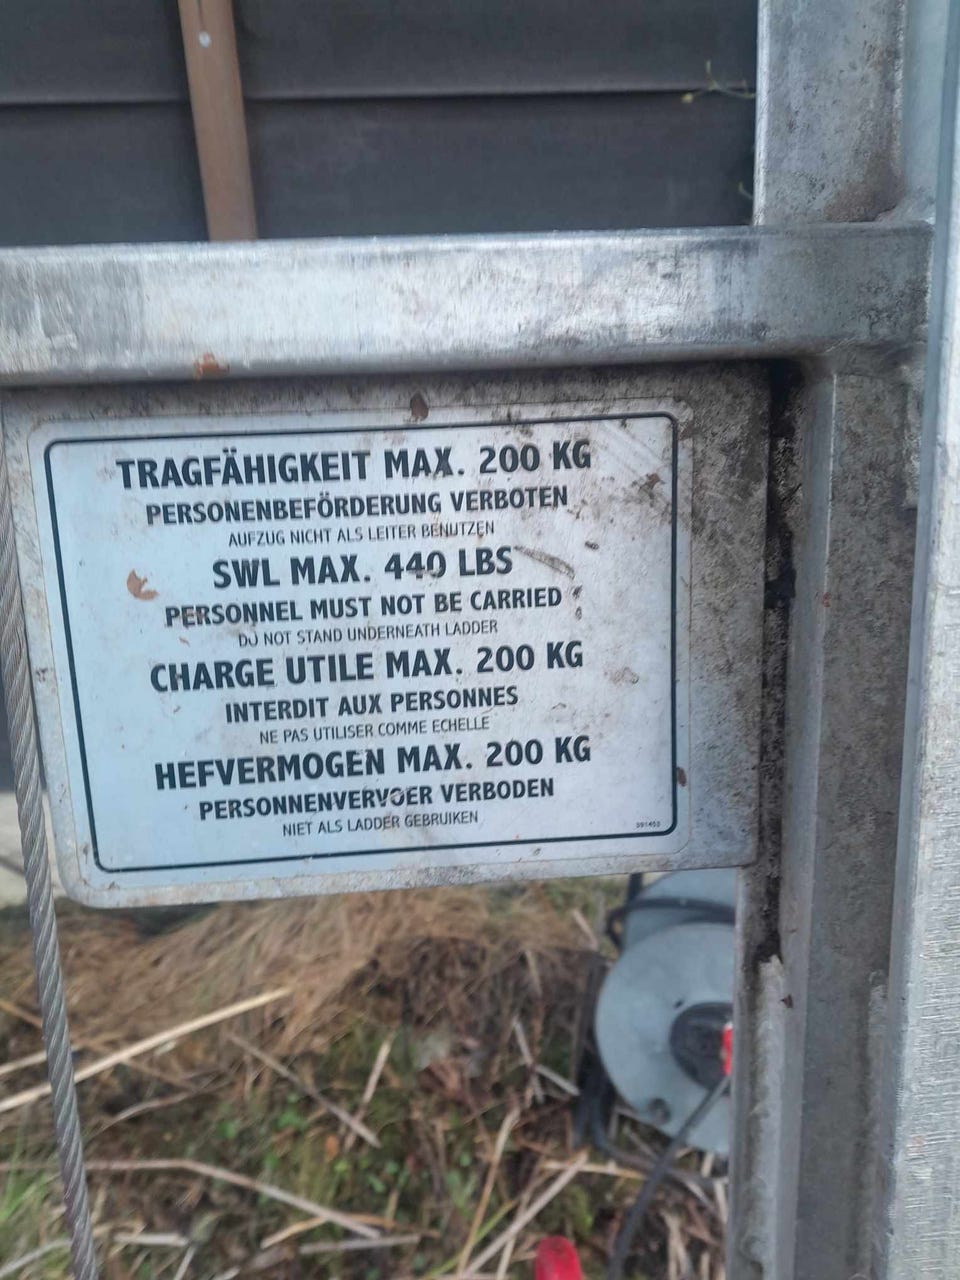 TRAGFÄHIGKEIT MAX. 200 KG
PERSONENBEFÖRDERUNG VERBOTEN
AUFZUG NICHT ALS LEITER BENUTZEN
SWL MAX. 440 LBS
PERSONNEL MUST NOT BE CARRIED
DO NOT STAND UNDERNEATH LADDER
CHARGE UTILE MAX. 200 KG
INTERDIT AUX PERSONNES
NE PAS UTILISER COMME ECHELLE
HEFVERMOGEN MAX. 200 KG
PERSONNENVERVOER VERBODEN
NIET ALS LADDER GEBRUIKEN
591453